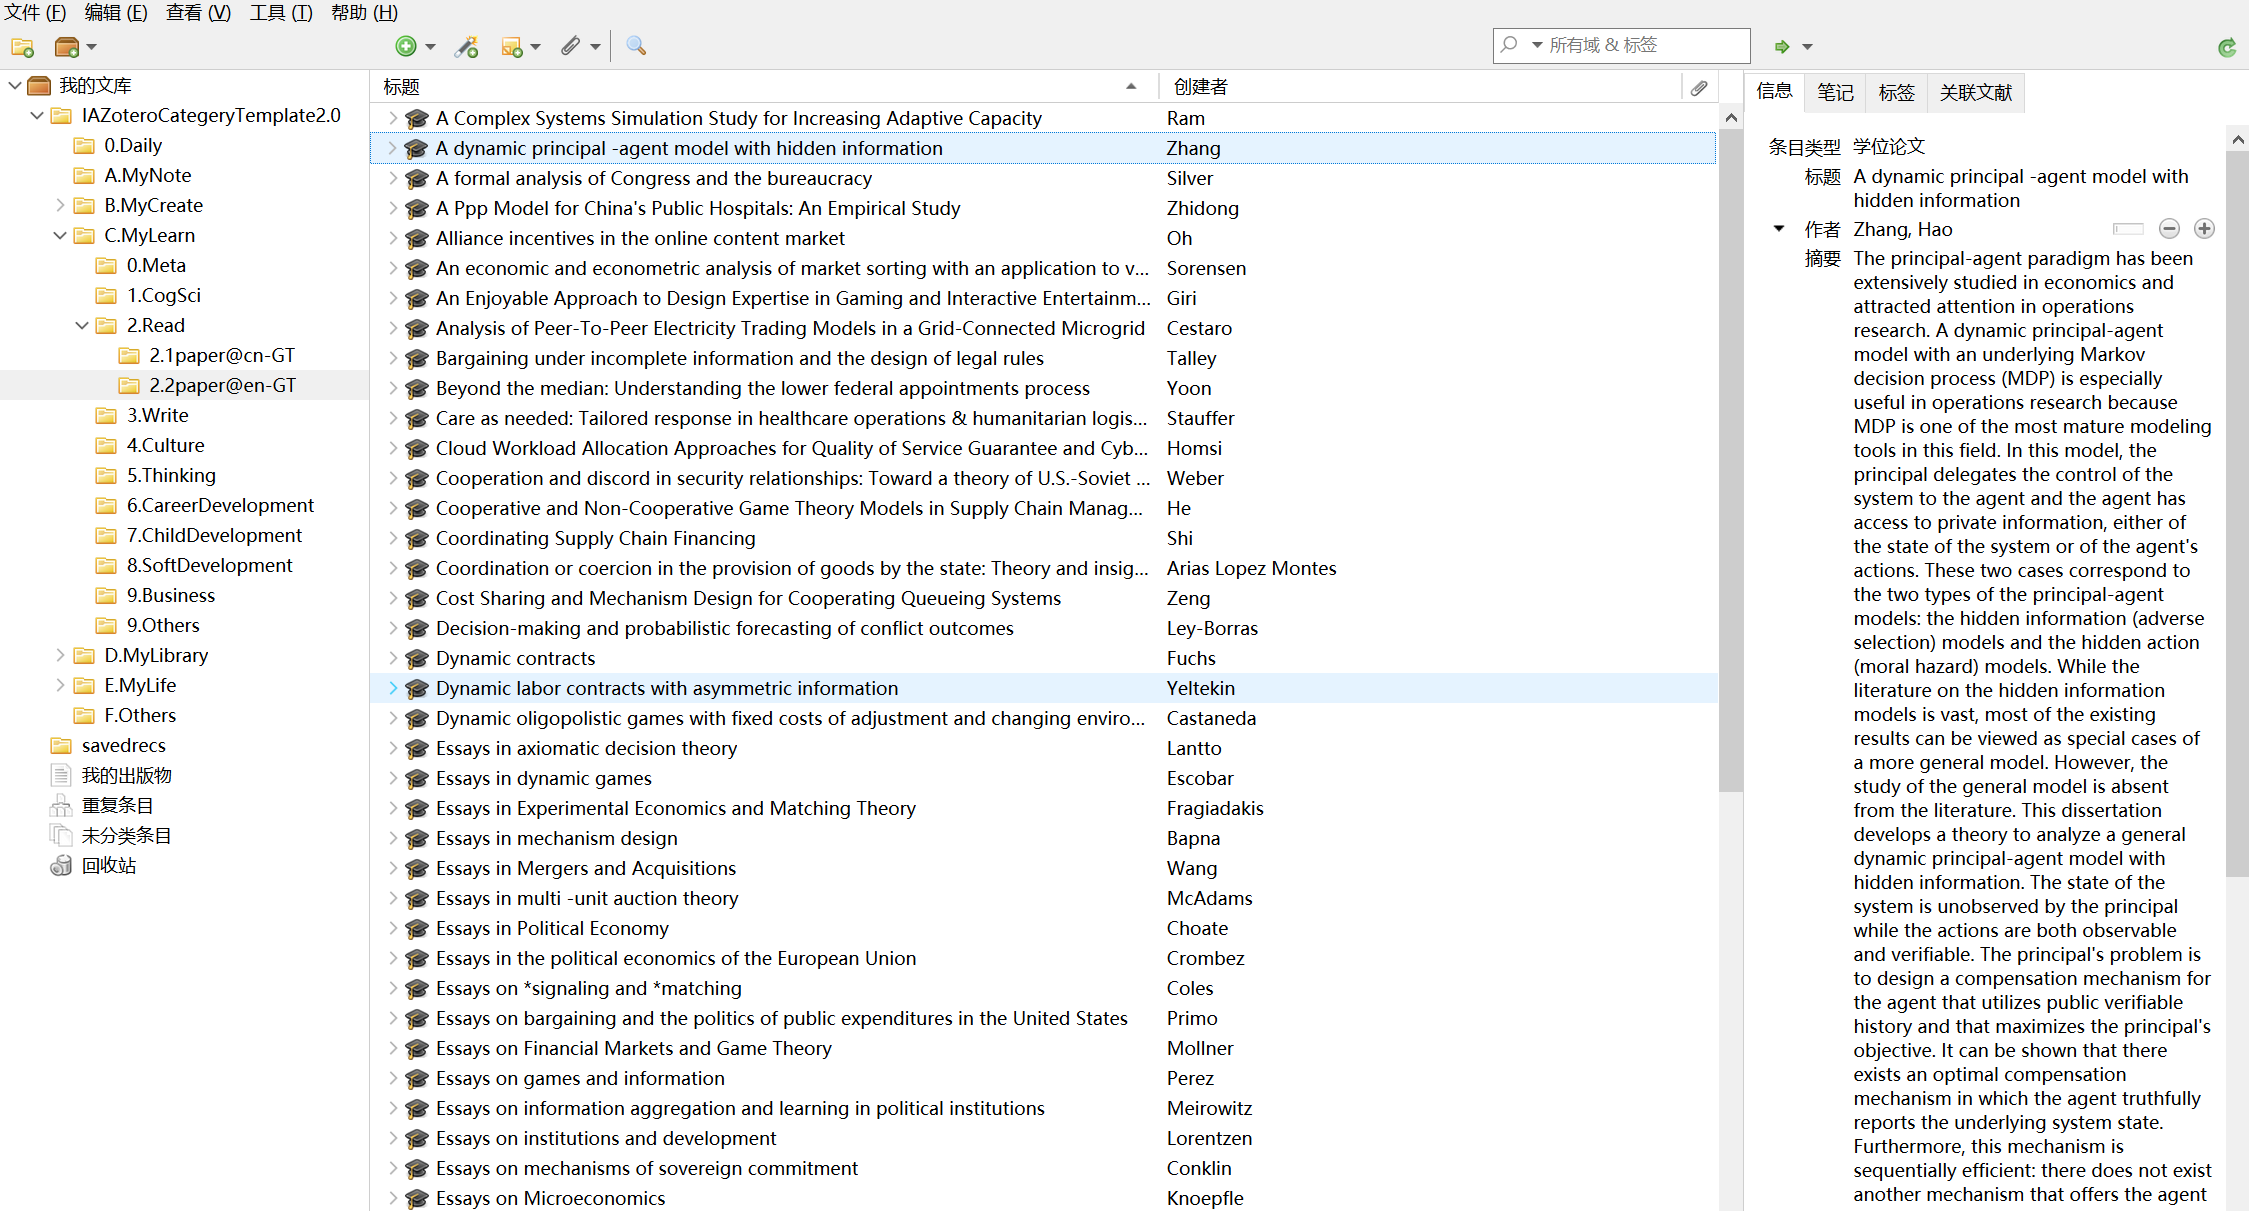 文件 (F) 编辑 (E) 查看 (V) 工具 (T) 帮助 (H)
所有域 & 标签
我的文库
IAZoteroCategeryTemplate2.0
0.Daily
A.MyNote
B.MyCreate
C.MyLearn
0.Meta
1.CogSci
2.Read
2.1paper@cn-GT
2.2paper@en-GT
3.Write
4.Culture
5.Thinking
6.CareerDevelopment
7.ChildDevelopment
8.SoftDevelopment
9.Business
9.Others
D.MyLibrary
E.MyLife
F.Others
savedrecs
我的出版物
重复条目
未分类条目
回收站
标题 创建者
A Complex Systems Simulation Study for Increasing Adaptive Capacity Ram
A dynamic principal -agent model with hidden information Zhang
A formal analysis of Congress and the bureaucracy Silver
A Ppp Model for China's Public Hospitals: An Empirical Study Zhidong
Alliance incentives in the online content market Oh
An economic and econometric analysis of market sorting with an application to v... Sorensen
An Enjoyable Approach to Design Expertise in Gaming and Interactive Entertainm... Giri
Analysis of Peer-To-Peer Electricity Trading Models in a Grid-Connected Microgrid Cestaro
Bargaining under incomplete information and the design of legal rules Talley
Beyond the median: Understanding the lower federal appointments process Yoon
Care as needed: Tailored response in healthcare operations & humanitarian logis... Stauffer
Cloud Workload Allocation Approaches for Quality of Service Guarantee and Cyb... Homsi
Cooperation and discord in security relationships: Toward a theory of U.S.-Soviet ... Weber
Cooperative and Non-Cooperative Game Theory Models in Supply Chain Manag... He
Coordinating Supply Chain Financing Shi
Coordination or coercion in the provision of goods by the state: Theory and insig... Arias Lopez Montes
Cost Sharing and Mechanism Design for Cooperating Queueing Systems Zeng
Decision-making and probabilistic forecasting of conflict outcomes Ley-Borras
Dynamic contracts Fuchs
Dynamic labor contracts with asymmetric information Yeltekin
Dynamic oligopolistic games with fixed costs of adjustment and changing enviro... Castaneda
Essays in axiomatic decision theory Lantto
Essays in dynamic games Escobar
Essays in Experimental Economics and Matching Theory Fragiadakis
Essays in mechanism design Bapna
Essays in Mergers and Acquisitions Wang
Essays in multi -unit auction theory McAdams
Essays in Political Economy Choate
Essays in the political economics of the European Union Crombez
Essays on *signaling and *matching Coles
Essays on bargaining and the politics of public expenditures in the United States Primo
Essays on Financial Markets and Game Theory Mollner
Essays on games and information Perez
Essays on information aggregation and learning in political institutions Meirowitz
Essays on institutions and development Lorentzen
Essays on mechanisms of sovereign commitment Conklin
Essays on Microeconomics Knoepfle
信息 笔记 标签 关联文献
条目类型 学位论文
标题 A dynamic principal -agent model with
hidden information
作者 Zhang, Hao
摘要 The principal-agent paradigm has been
extensively studied in economics and
attracted attention in operations
research. A dynamic principal-agent
model with an underlying Markov
decision process (MDP) is especially
useful in operations research because
MDP is one of the most mature modeling
tools in this field. In this model, the
principal delegates the control of the
system to the agent and the agent has
access to private information, either of
the state of the system or of the agent's
actions. These two cases correspond to
the two types of the principal-agent
models: the hidden information (adverse
selection) models and the hidden action
(moral hazard) models. While the
literature on the hidden information
models is vast, most of the existing
results can be viewed as special cases of
a more general model. However, the
study of the general model is absent
from the literature. This dissertation
develops a theory to analyze a general
dynamic principal-agent model with
hidden information. The state of the
system is unobserved by the principal
while the actions are both observable
and verifiable. The principal's problem is
to design a compensation mechanism for
the agent that utilizes public verifiable
history and that maximizes the principal's
objective. It can be shown that there
exists an optimal compensation
mechanism in which the agent truthfully
reports the underlying system state.
Furthermore, this mechanism is
sequentially efficient: there does not exist
another mechanism that offers the agent